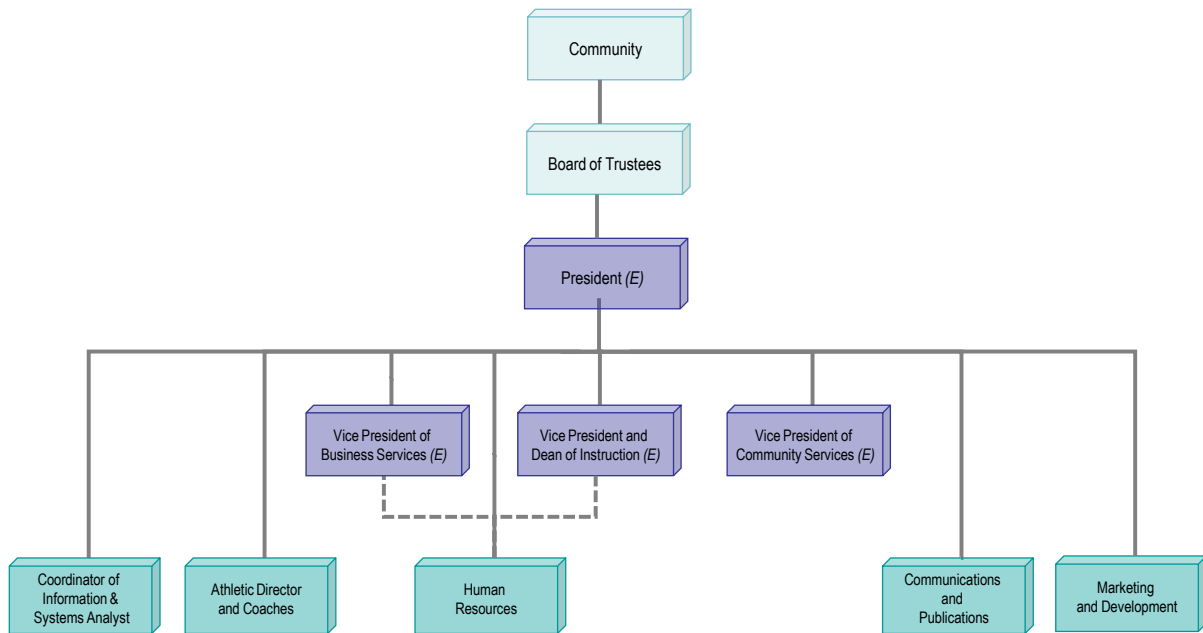 Community
Board of Trustees
President (E)
Vice President of
Business Services (E)
Vice President and
Dean of Instruction (E)
Vice President of
Community Services (E)
Coordinator of
Information &
Systems Analyst
Athletic Director
and Coaches
Human
Resources
Communications
and
Publications
Marketing
and Development